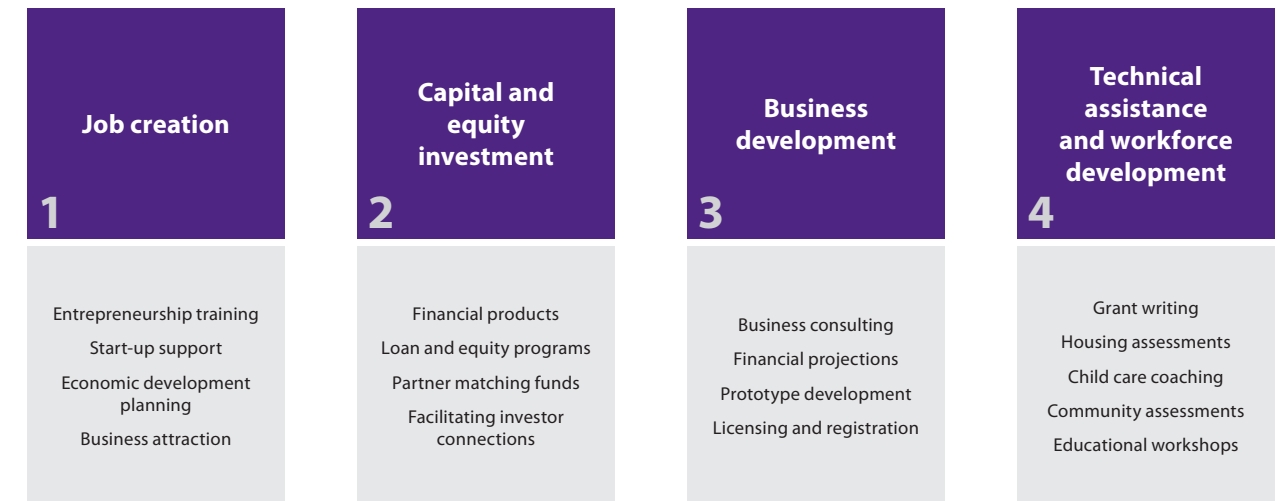 Job creation
1
Entrepreneurship training
Start-up support
Economic development
planning
Business attraction
Capital and
equity
investment
2
Financial products
Loan and equity programs
Partner matching funds
Facilitating investor
connections
Business
development
3
Business consulting
Financial projections
Prototype development
Licensing and registration
Technical
assistance
and workforce
development
4
Grant writing
Housing assessments
Child care coaching
Community assessments
Educational workshops